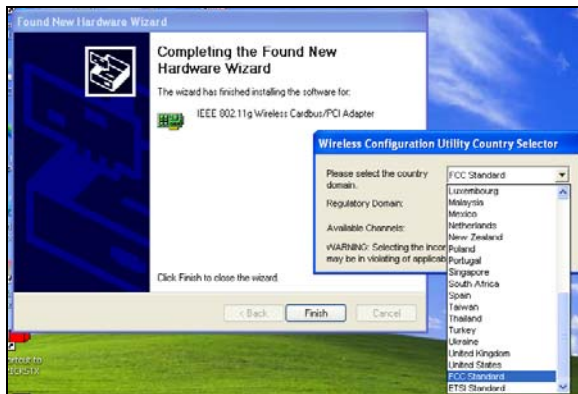 Found New Hardware Wizard
Completing the Found New
Hardware Wizard
The wizard has finished installing the software for:
IEEE 802.11g Wireless Cardbus/PCI Adapter
Click Finish to close the wizard.
< Back
Finish
Cancel
Wireless Configuration Utility Country Selector
Please select the country
domain.
FCC Standard
Regulatory Domain:
Available Channels:
WARNING: Selecting the incor
may be in violating of applicab
Luxembourg
Malaysia
Mexico
Netherlands
New Zealand
Poland
Portugal
Singapore
South Africa
Spain
Taiwan
Thailand
Turkey
Ukraine
United Kingdom
United States
FCC Standard
ETSI Standard